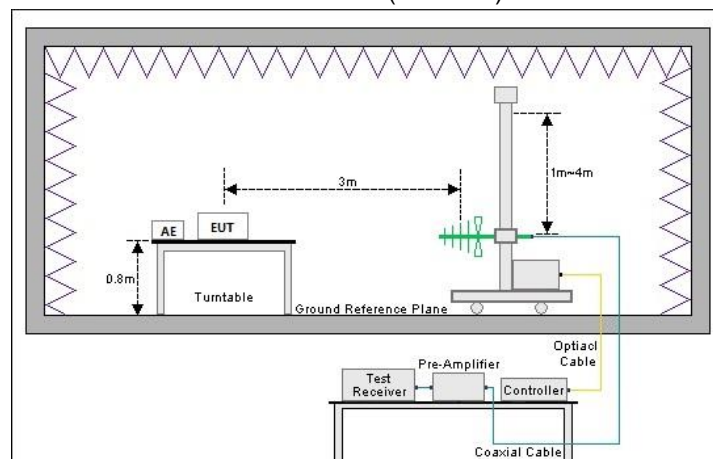 3m
1m~4m
AE
EUT
0.8m
Turntable
Ground Reference Plane
Optiacl
Cable
Pre-Amplifier
Test
Receiver
Controller
Coaxial Cable